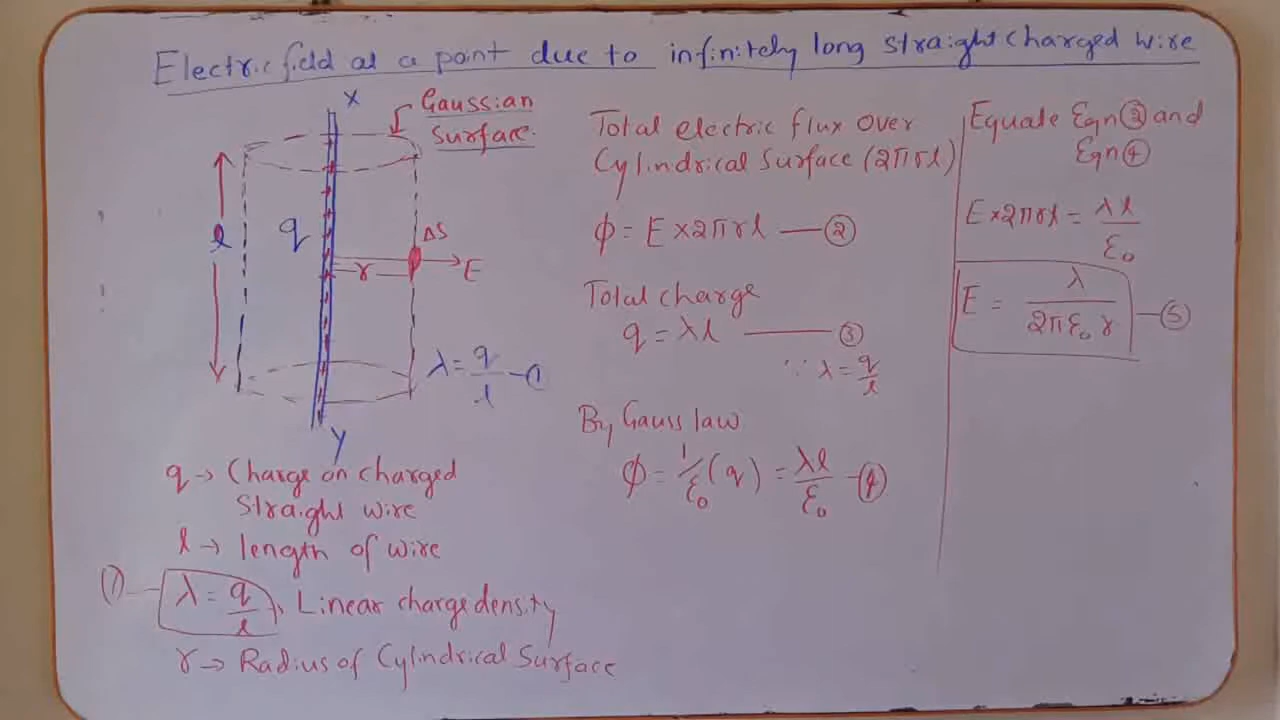 Electric field at a point due to infinitely long straight charged wire
X
Gaussian
Surface.
l
q
ΔS
r
E
λ = q/l —①
Y
q → Charge on charged
Straight wire
l → length of wire
① — λ = q/l, Linear charge density
r → Radius of Cylindrical Surface
Total electric flux over
Cylindrical Surface (2πrl)
ϕ = E × 2πrl —②
Total charge
q = λl —③
∵ λ = q/l
By Gauss law
ϕ = 1/ε₀ (q) = λl/ε₀ —④
Equate Eqn ② and
Eqn ④
E × 2πrl = λl/ε₀
E = λ/2πε₀ r —⑤